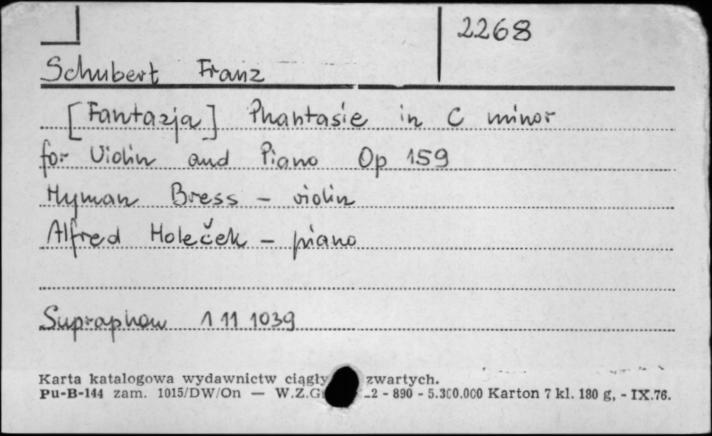 2268
Schubert Franz
[Fantazja] Phantasie in C minor
for Violin and Piano Op 159
Hyman Bress - violin
Alfred Holeček - piano
Supraphon 1 11 1039
Karta katalogowa wydawnictw ciągły zwartych.
Pu-B-144 zam. 1015/DW/On — W.Z.G 2 - 890 - 5.300.000 Karton 7 kl. 180 g, - IX.76.